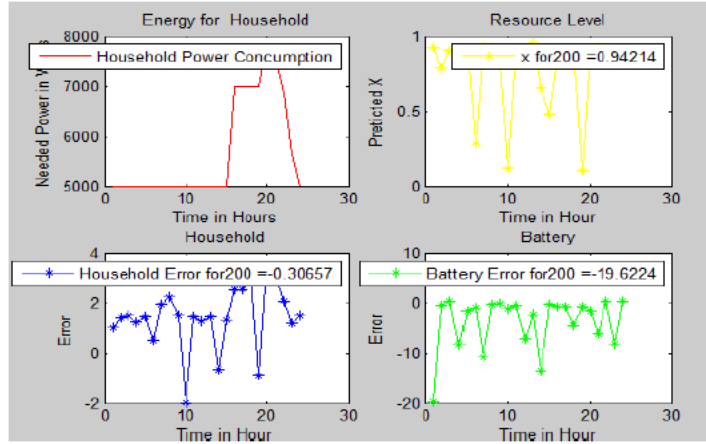 Energy for Household
8000
Household Power Concumption
7000
6000
5000
0 10 20 30
Needed Power in
Time in Hours
Resource Level
1
x for200 =0.94214
0.5
0
0 10 20 30
Preticted X
Time in Hour
Household
4
Household Error for200 =-0.30657
2
0
-2
0 10 20 30
Error
Time in Hour
Battery
10
Battery Error for200 =-19.6224
0
-10
-20
0 10 20 30
Error
Time in Hour